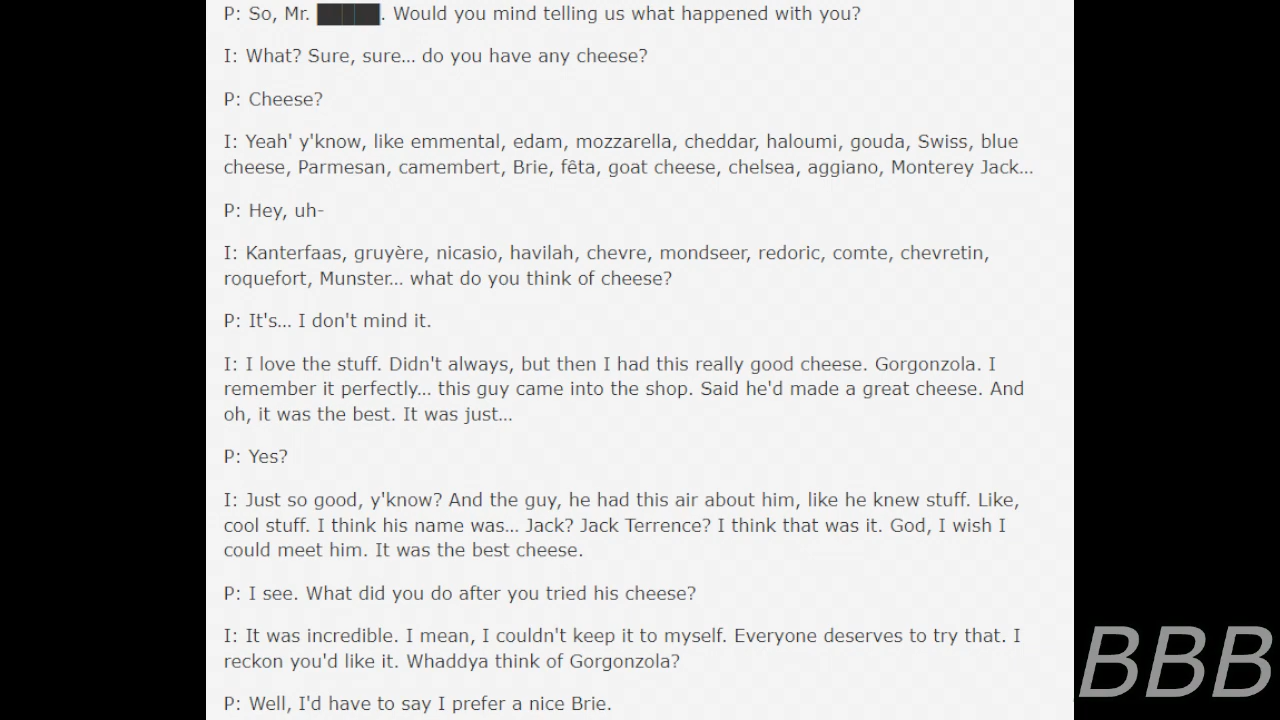 P: So, Mr. █████. Would you mind telling us what happened with you?
I: What? Sure, sure… do you have any cheese?
P: Cheese?
I: Yeah' y'know, like emmental, edam, mozzarella, cheddar, haloumi, gouda, Swiss, blue
cheese, Parmesan, camembert, Brie, fêta, goat cheese, chelsea, aggiano, Monterey Jack…
P: Hey, uh-
I: Kanterfaas, gruyère, nicasio, havilah, chevre, mondseer, redoric, comte, chevretin,
roquefort, Munster… what do you think of cheese?
P: It's… I don't mind it.
I: I love the stuff. Didn't always, but then I had this really good cheese. Gorgonzola. I
remember it perfectly… this guy came into the shop. Said he'd made a great cheese. And
oh, it was the best. It was just…
P: Yes?
I: Just so good, y'know? And the guy, he had this air about him, like he knew stuff. Like,
cool stuff. I think his name was… Jack? Jack Terrence? I think that was it. God, I wish I
could meet him. It was the best cheese.
P: I see. What did you do after you tried his cheese?
I: It was incredible. I mean, I couldn't keep it to myself. Everyone deserves to try that. I
reckon you'd like it. Whaddya think of Gorgonzola?
P: Well, I'd have to say I prefer a nice Brie.
BBB